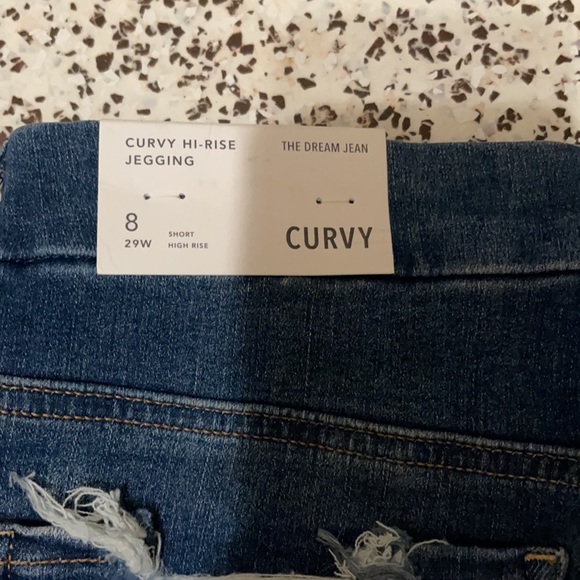 CURVY HI-RISE
JEGGING
THE DREAM JEAN
8
29W
SHORT
HIGH RISE
CURVY